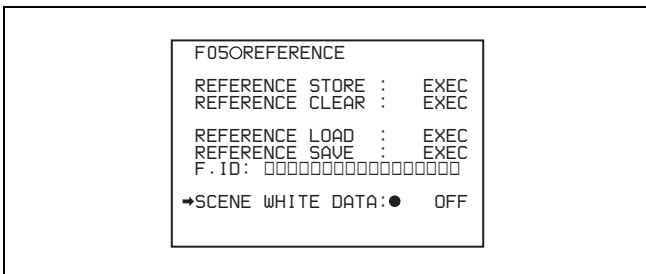 F05○REFERENCE
REFERENCE STORE : EXEC
REFERENCE CLEAR : EXEC
REFERENCE LOAD : EXEC
REFERENCE SAVE : EXEC
F.ID: □□□□□□□□□□□□□□□□□□
➡SCENE WHITE DATA:● OFF